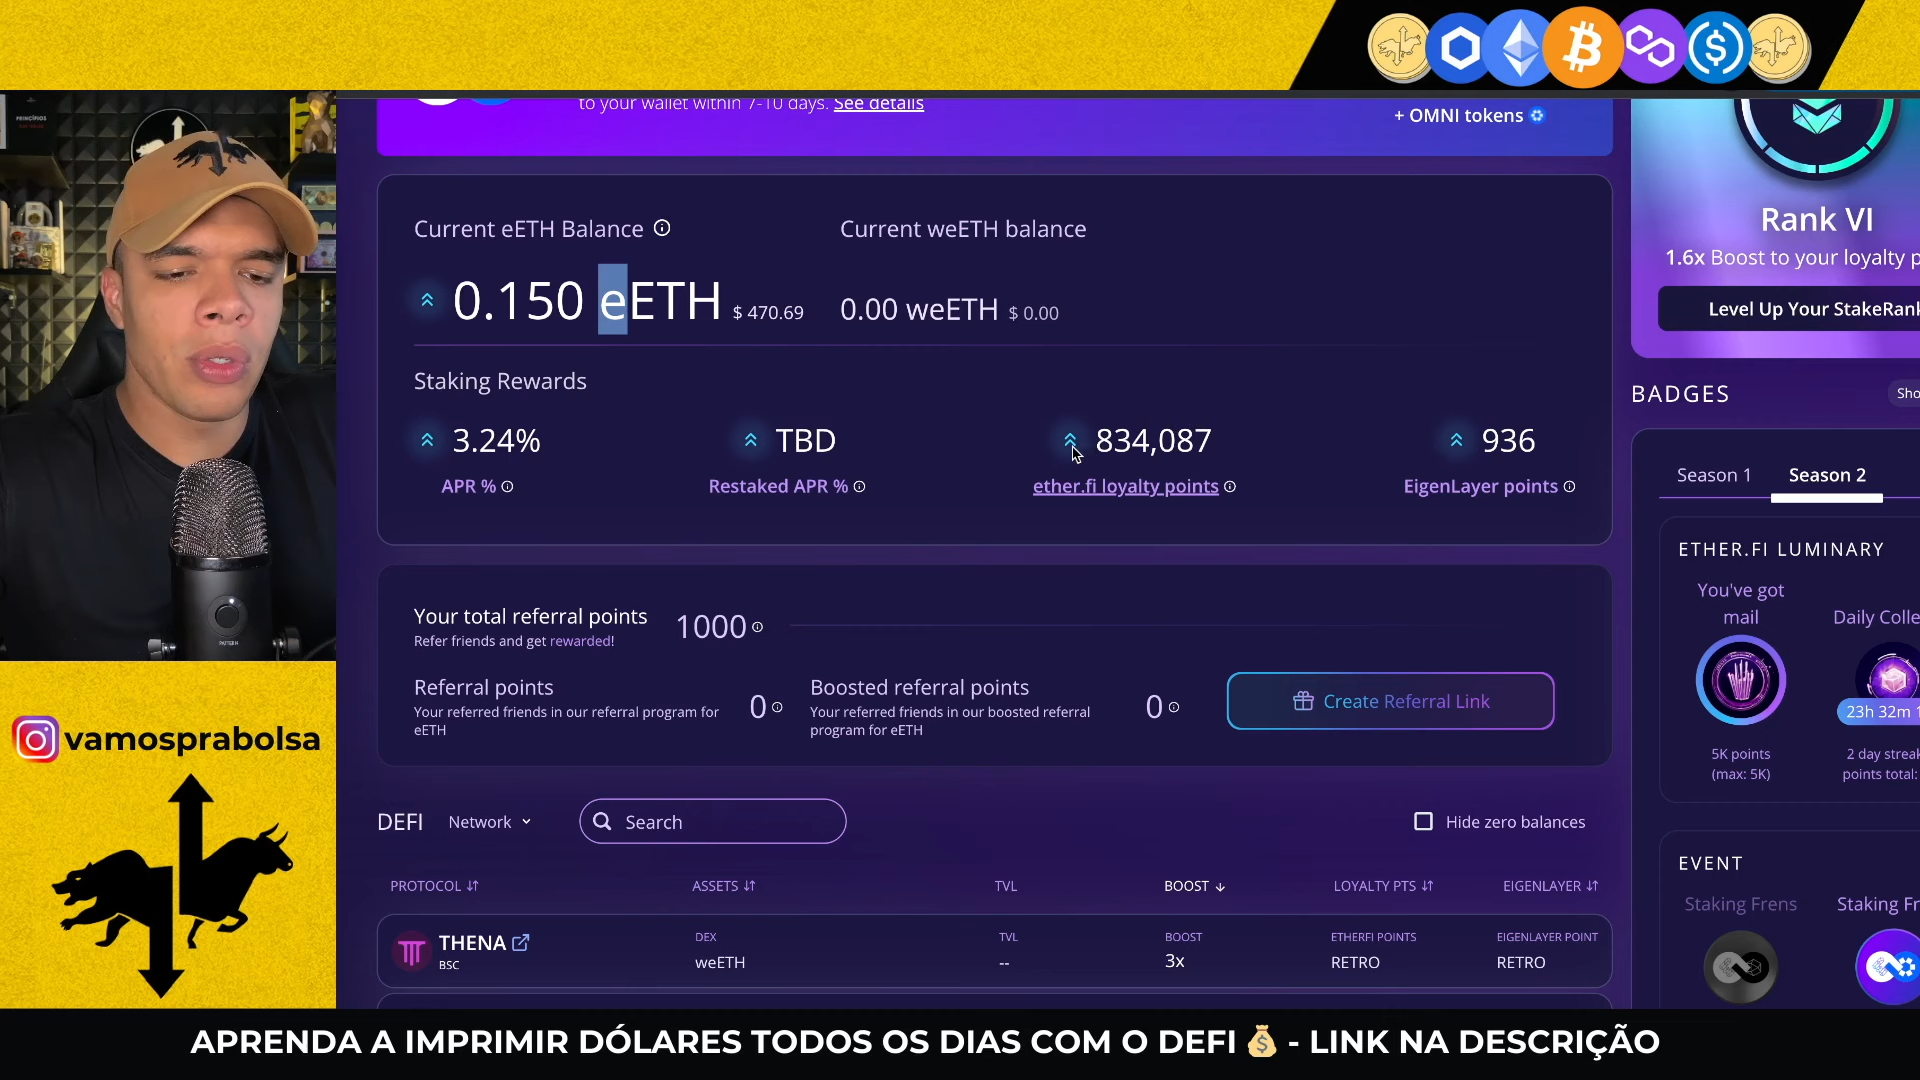 to your wallet within 7-10 days. See details
+ OMNI tokens
Current eETH Balance
Current weETH balance
0.150 eETH $ 470.69
0.00 weETH $ 0.00
Staking Rewards
3.24%
APR %
TBD
Restaked APR %
834,087
ether.fi loyalty points
936
EigenLayer points
Your total referral points
Refer friends and get rewarded!
1000
Referral points
Your referred friends in our referral program for
eETH
0
Boosted referral points
Your referred friends in our boosted referral
program for eETH
0
Create Referral Link
DEFI Network Search Hide zero balances
PROTOCOL ASSETS TVL BOOST LOYALTY PTS EIGENLAYER
THENA
BSC
DEX
weETH
TVL
--
BOOST
3x
ETHERFI POINTS
RETRO
EIGENLAYER POINT
RETRO
Rank VI
1.6x Boost to your loyalty p
Level Up Your StakeRank
BADGES
Sho
Season 1 Season 2
ETHER.FI LUMINARY
You've got
mail
5K points
(max: 5K)
Daily Colle
23h 32m 1
2 day streak
points total:
EVENT
Staking Frens
Staking Fr
PRINCÍPIOS
vamosprabolsa
APRENDA A IMPRIMIR DÓLARES TODOS OS DIAS COM O DEFI 💰 - LINK NA DESCRIÇÃO